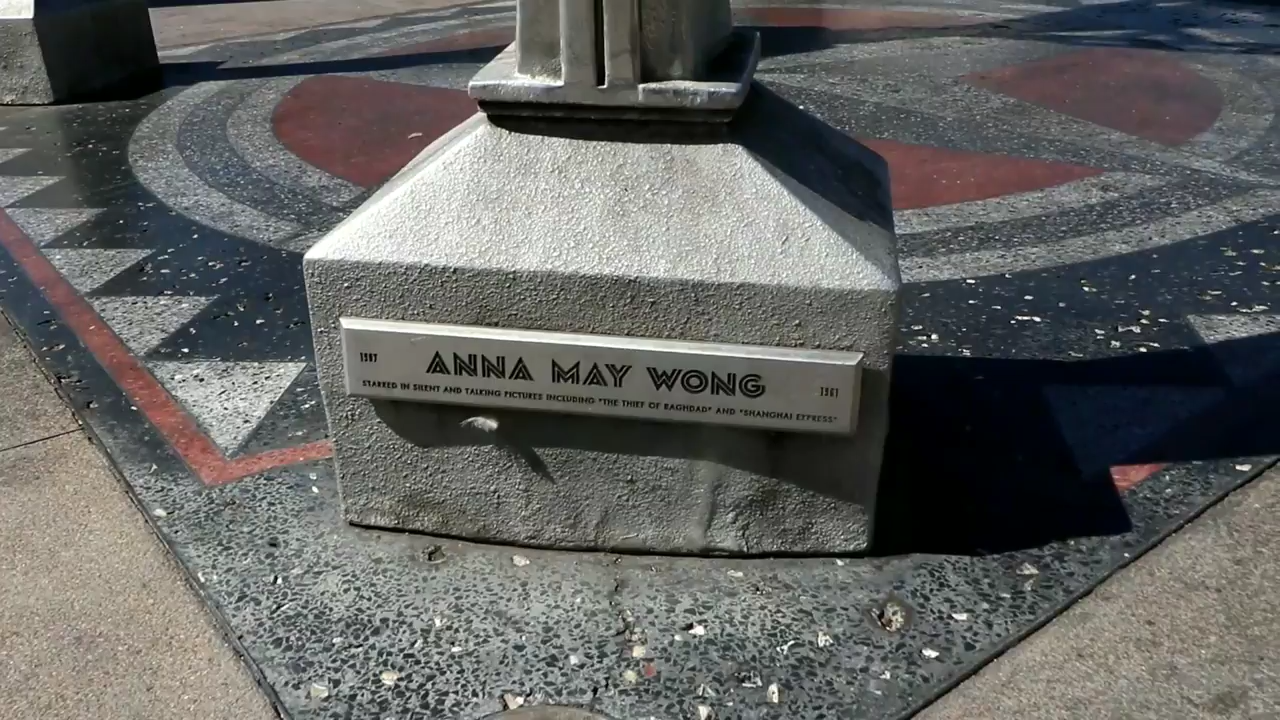 1907 ANNA MAY WONG 1961
STARRED IN SILENT AND TALKING PICTURES INCLUDING "THE THIEF OF BAGHDAD" AND "SHANGHAI EXPRESS"